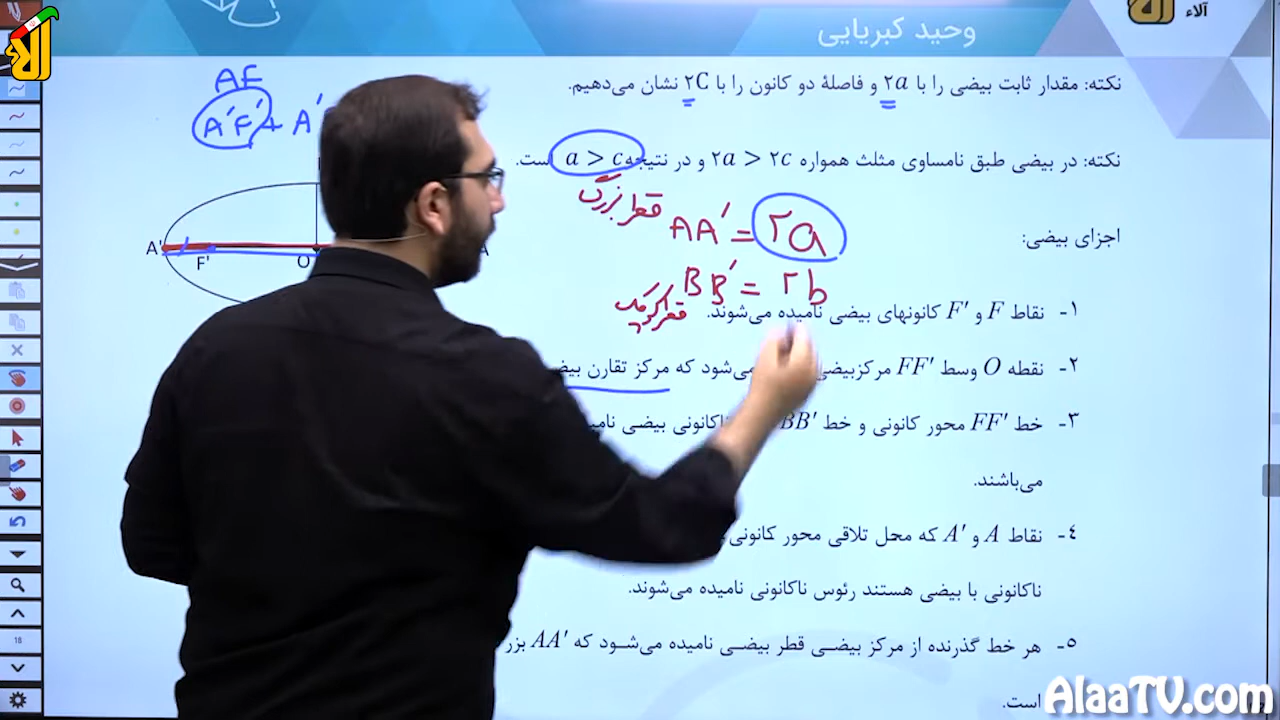 آلاء
وحید کبریایی
نکته: مقدار ثابت بیضی را با ۲a و فاصلهٔ دو کانون را با ۲C نشان می‌دهیم.
AF
A'F' + A'
نکته: در بیضی طبق نامساوی مثلث همواره ۲a > ۲c و در نتیجه a > c است.
قطر بزرگ AA' = ۲a
اجزای بیضی:
A' F' O A
قطر کوچک BB' = ۲b
۱- نقاط F و F' کانونهای بیضی نامیده می‌شوند.
۲- نقطه O وسط FF' مرکزبیضی می‌شود که مرکز تقارن بیض
۳- خط FF' محور کانونی و خط BB' ناکانونی بیضی نامید
می‌باشند.
۴- نقاط A و A' که محل تلاقی محور کانونی
ناکانونی با بیضی هستند رئوس ناکانونی نامیده می‌شوند.
۵- هر خط گذرنده از مرکز بیضی قطر بیضی نامیده می‌شود که AA' بزر
است.
18
AlaaTV.com